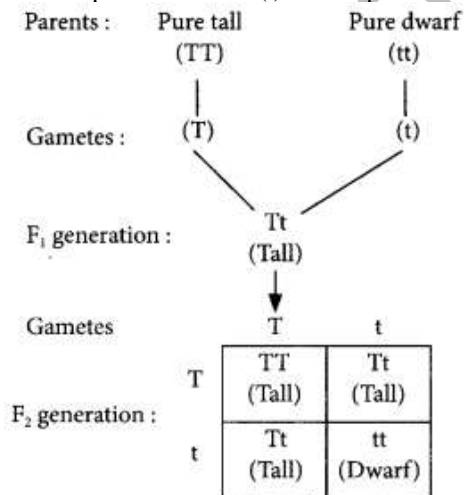 Parents : Pure tall Pure dwarf
(TT) (tt)
Gametes : (T) (t)
Tt
F₁ generation :
(Tall)
Gametes T t
TT Tt
T
(Tall) (Tall)
F₂ generation :
Tt tt
t
(Tall) (Dwarf)